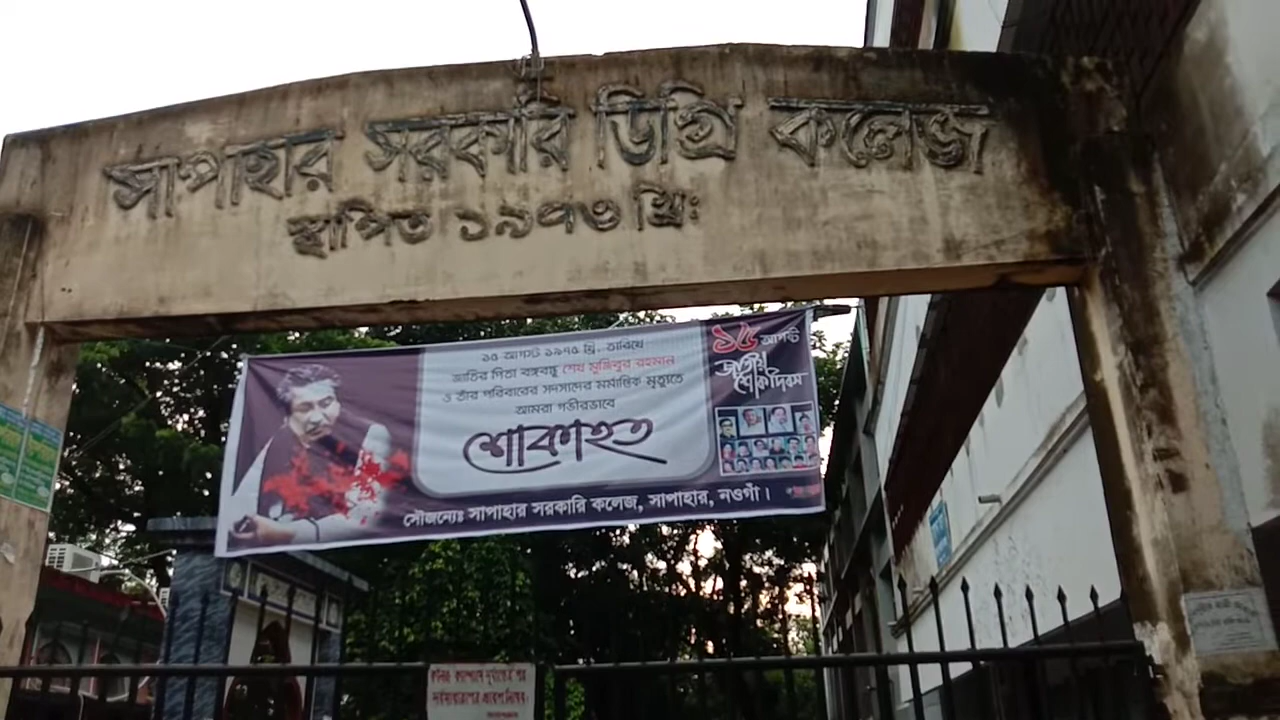 সাপাহার সরকারি ডিগ্রি কলেজ
স্থাপিত ১৯৭৩ খ্রিঃ
১৫ আগস্ট ১৯৭৫ খ্রি. তারিখে
জাতির পিতা বঙ্গবন্ধু শেখ মুজিবুর রহমান
ও তাঁর পরিবারের সদস্যদের মর্মান্তিক মৃত্যুতে
আমরা গভীরভাবে
শোকাহত
১৫ আগস্ট
জাতীয়
শোক দিবস
সৌজন্যেঃ সাপাহার সরকারি কলেজ, সাপাহার, নওগাঁ।